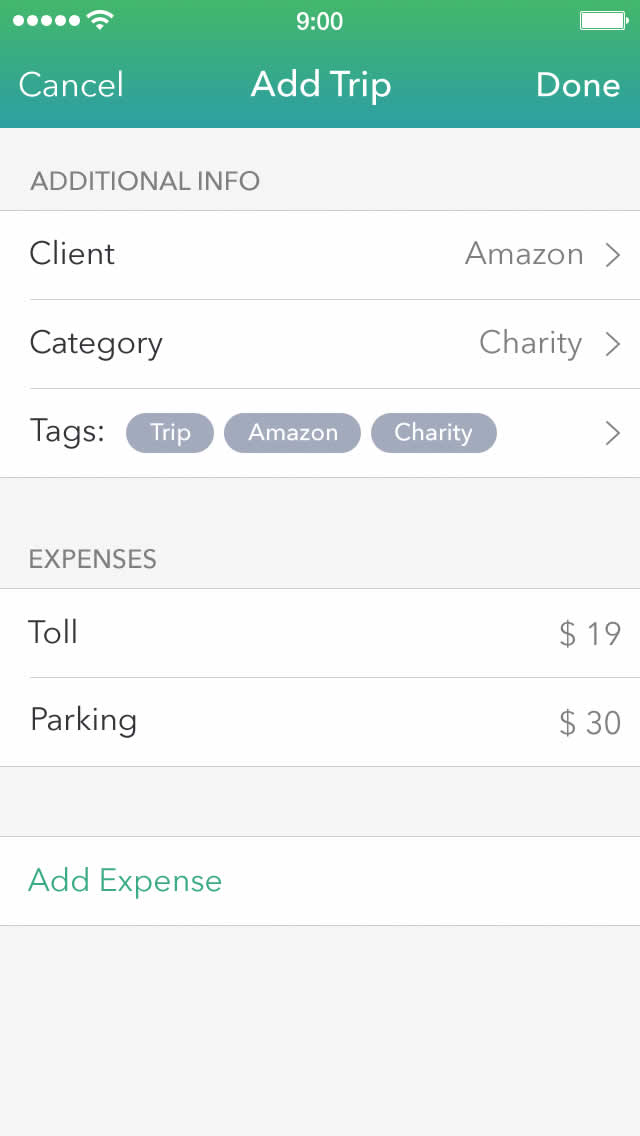 9:00
Cancel Add Trip Done
ADDITIONAL INFO
Client Amazon
Category Charity
Tags: Trip Amazon Charity
EXPENSES
Toll $ 19
Parking $ 30
Add Expense